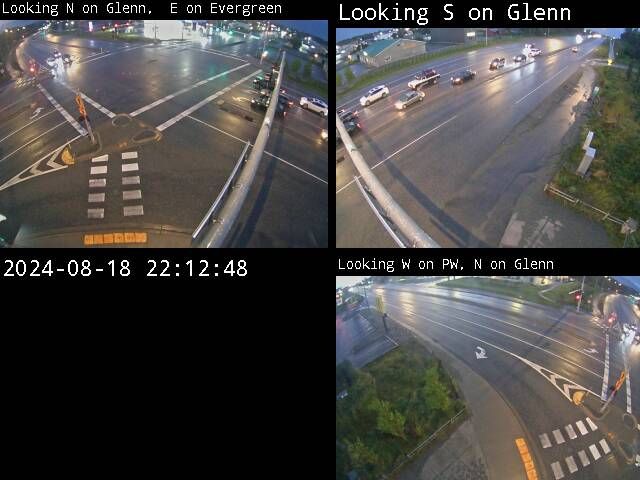 Looking N on Glenn,  E on Evergreen
Looking S on Glenn
2024-08-18 22:12:48
Looking W on PW, N on Glenn